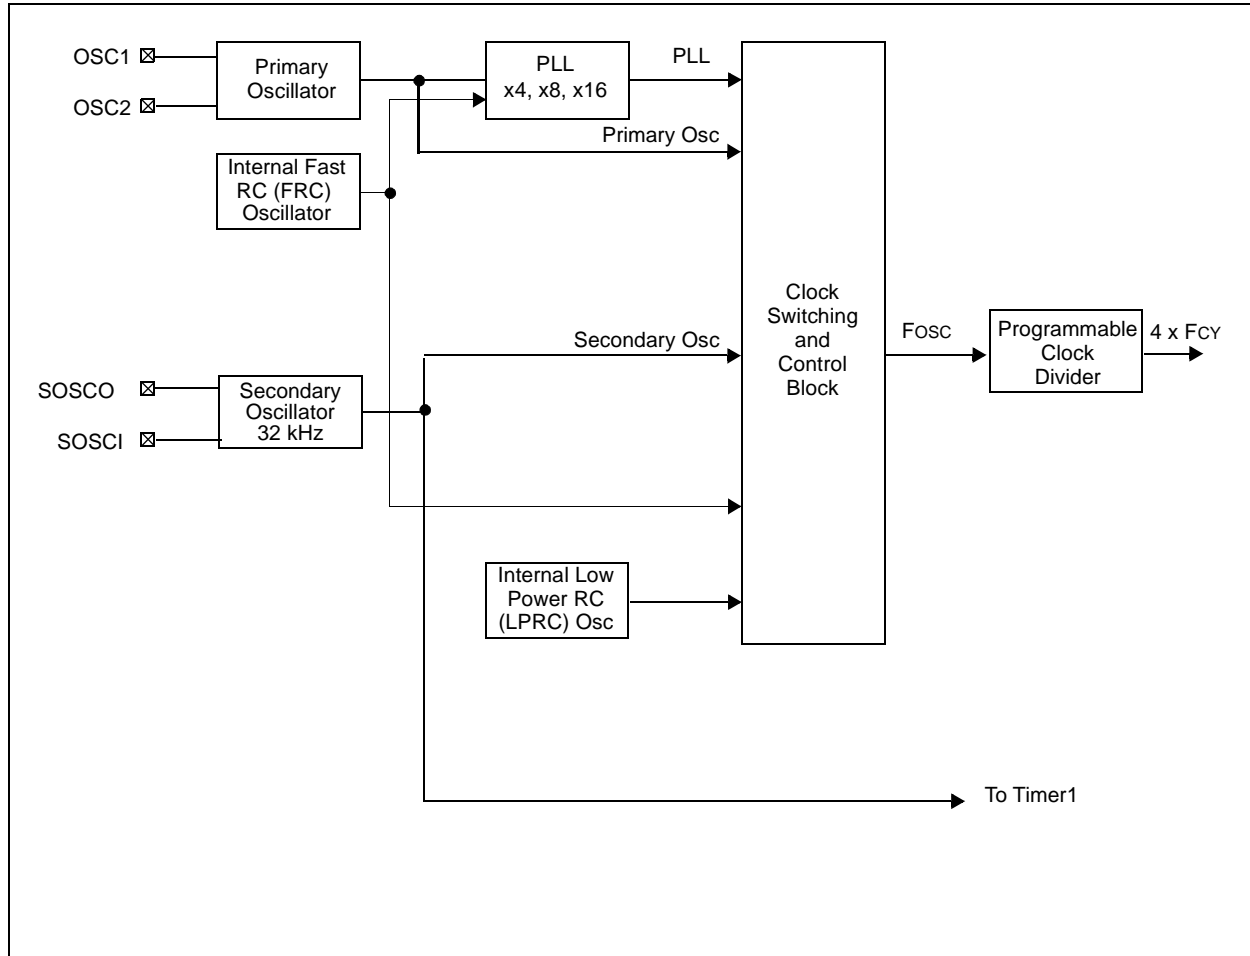 OSC1
OSC2
Primary
Oscillator
PLL
x4, x8, x16
PLL
Primary Osc
Internal Fast
RC (FRC)
Oscillator
Clock
Switching
and
Control
Block
FOSC
Programmable
Clock
Divider
4 x FCY
Secondary Osc
SOSCO
SOSCI
Secondary
Oscillator
32 kHz
Internal Low
Power RC
(LPRC) Osc
To Timer1